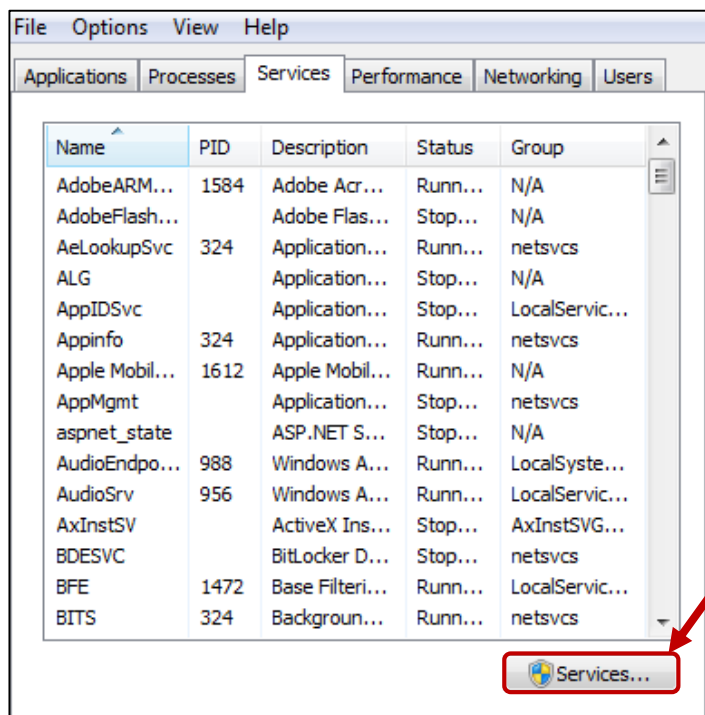 File Options View Help
Applications Processes Services Performance Networking Users
Name PID Description Status Group
AdobeARM... 1584 Adobe Acr... Runn... N/A
AdobeFlash... Adobe Flas... Stop... N/A
AeLookupSvc 324 Application... Runn... netsvcs
ALG Application... Stop... N/A
AppIDSvc Application... Stop... LocalServic...
Appinfo 324 Application... Runn... netsvcs
Apple Mobil... 1612 Apple Mobil... Runn... N/A
AppMgmt Application... Stop... netsvcs
aspnet_state ASP.NET S... Stop... N/A
AudioEndpo... 988 Windows A... Runn... LocalSyste...
AudioSrv 956 Windows A... Runn... LocalServic...
AxInstSV ActiveX Ins... Stop... AxInstSVG...
BDESVC BitLocker D... Stop... netsvcs
BFE 1472 Base Filteri... Runn... LocalServic...
BITS 324 Backgroun... Runn... netsvcs
Services...